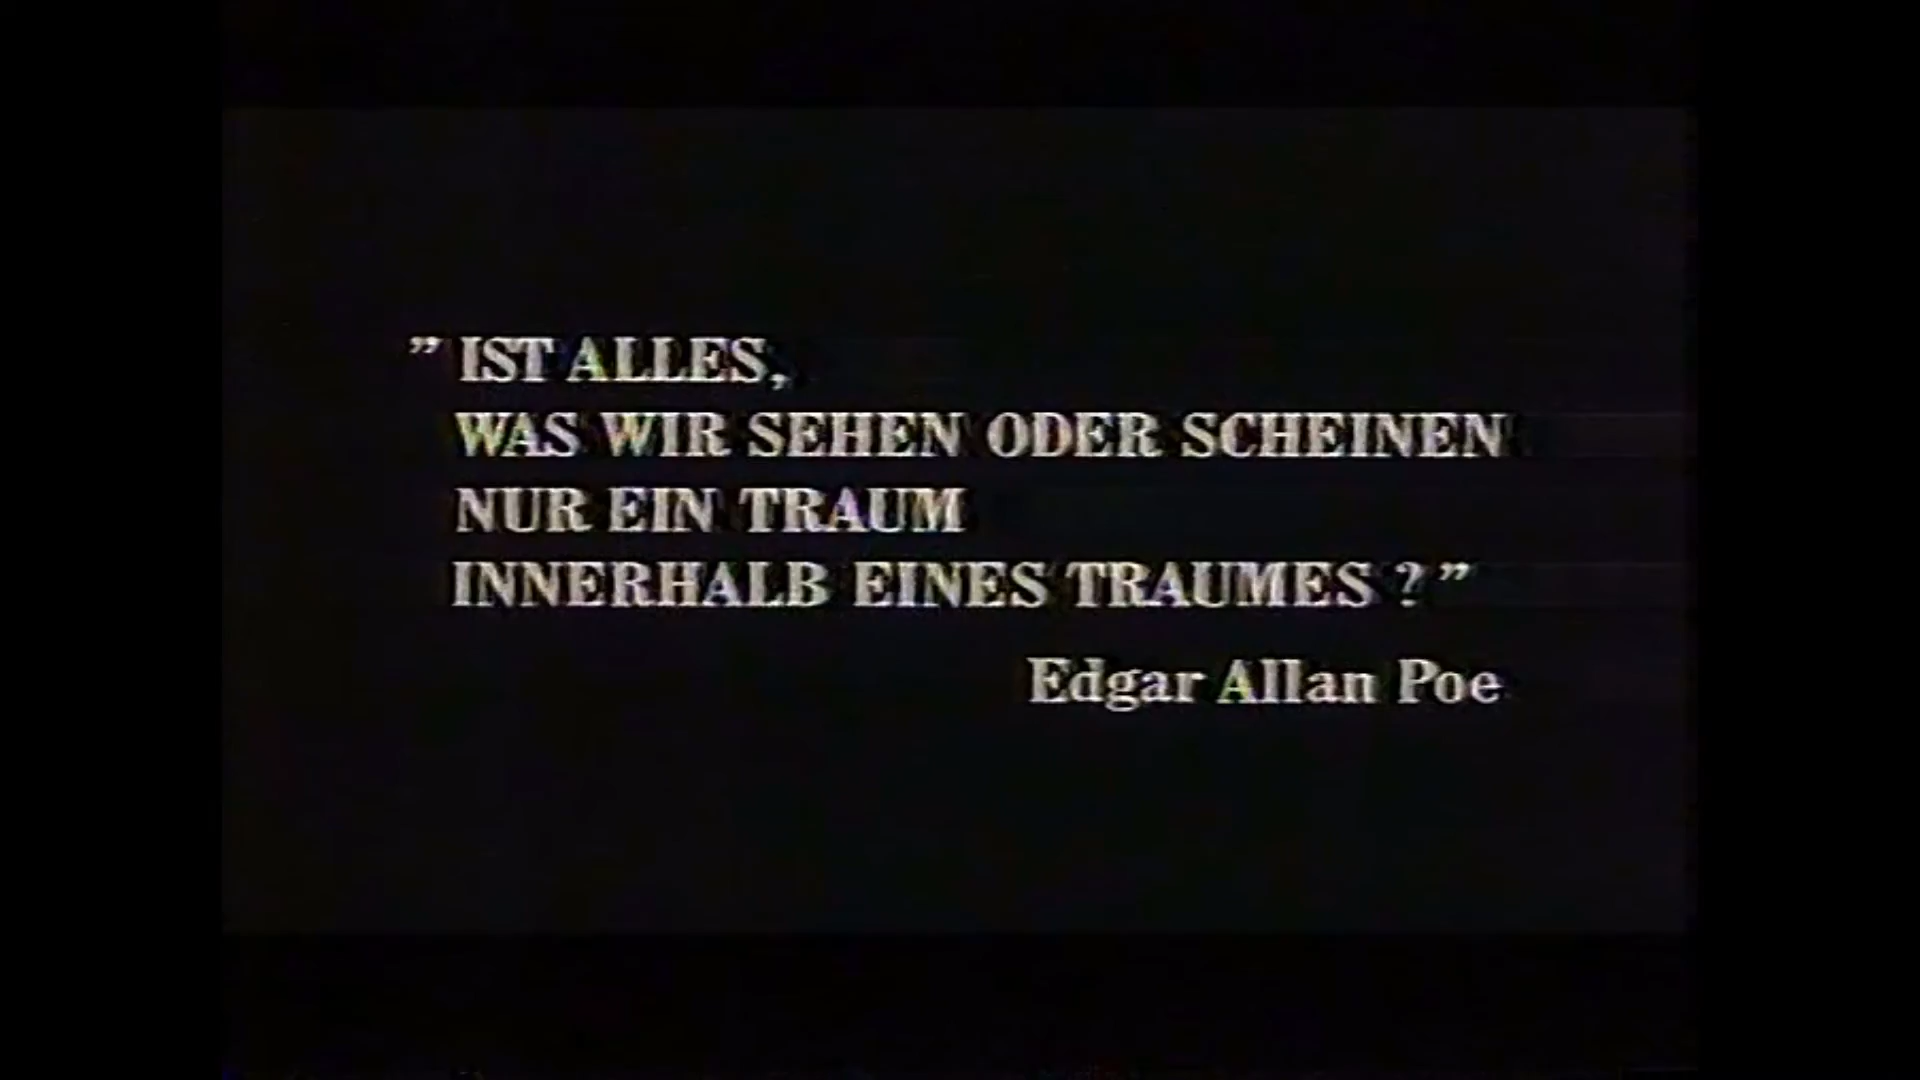 ” IST ALLES,
WAS WIR SEHEN ODER SCHEINEN
NUR EIN TRAUM
INNERHALB EINES TRAUMES ? ”
Edgar Allan Poe